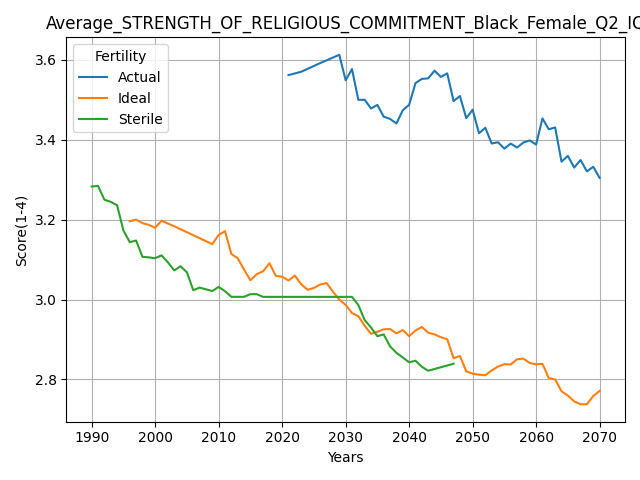 Average_STRENGTH_OF_RELIGIOUS_COMMITMENT_Black_Female_Q2_IQ
Fertility
Actual
Ideal
Sterile
Score(1-4)
3.6
3.4
3.2
3.0
2.8
1990 2000 2010 2020 2030 2040 2050 2060 2070
Years